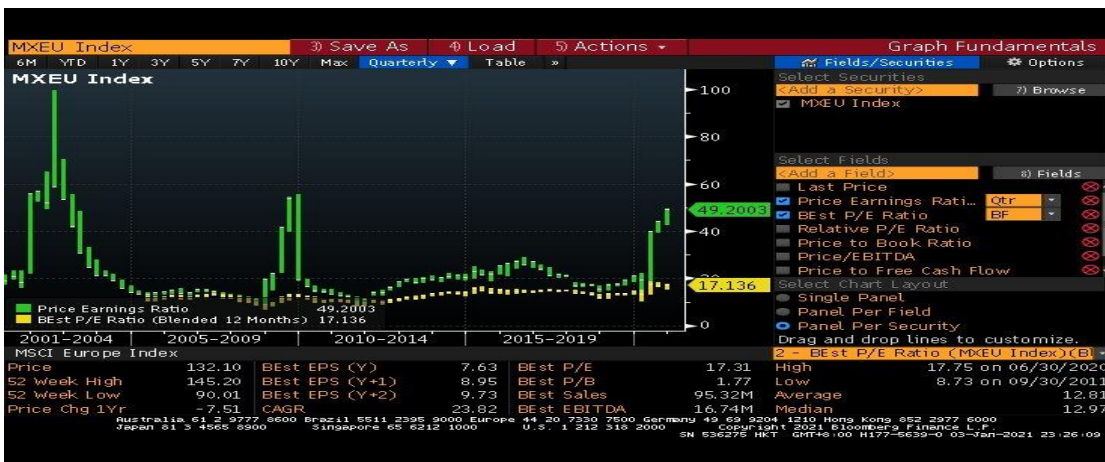 MXEU Index 3) Save As 4) Load 5) Actions Graph Fundamentals
6M YTD 1Y 3Y 5Y 7Y 10Y Max Quarterly ▼ Table » Fields/Securities Options
MXEU Index
Select Securities
<Add a Security> 7) Browse
MXEU Index
Select Fields
<Add a Field> 8) Fields
Last Price
Price Earnings Rati... Qtr
BEst P/E Ratio BF
Relative P/E Ratio
Price to Book Ratio
Price/EBITDA
Price to Free Cash Flow
Select Chart Layout
Single Panel
Panel Per Field
Panel Per Security
Drag and drop lines to customize.
100
80
60
49.2003
40
20
17.136
0
Price Earnings Ratio 49.2003
BEst P/E Ratio (Blended 12 Months) 17.136
2001-2004 2005-2009 2010-2014 2015-2019
MSCI Europe Index 2 - BEst P/E Ratio (MXEU Index)(Bl
Price 132.10 BEst EPS (Y) 7.63 BEst P/E 17.31 High 17.75 on 06/30/2020
52 Week High 145.20 BEst EPS (Y+1) 8.95 BEst P/B 1.77 Low 8.73 on 09/30/2011
52 Week Low 90.01 BEst EPS (Y+2) 9.73 BEst Sales 95.32M Average 12.81
Price Chg 1Yr -7.51 CAGR 23.82 BEst EBITDA 16.74M Median 12.97
Australia 61 2 9777 8600 Brazil 5511 2395 9000 Europe 44 20 7330 7500 Germany 49 69 9204 1210 Hong Kong 852 2977 6000
Japan 81 3 4565 8900 Singapore 65 6212 1000 U.S. 1 212 318 2000 Copyright 2021 Bloomberg Finance L.P.
SN 536275 HKT GMT+8:00 H177-5639-0 03-Jan-2021 23:26:09